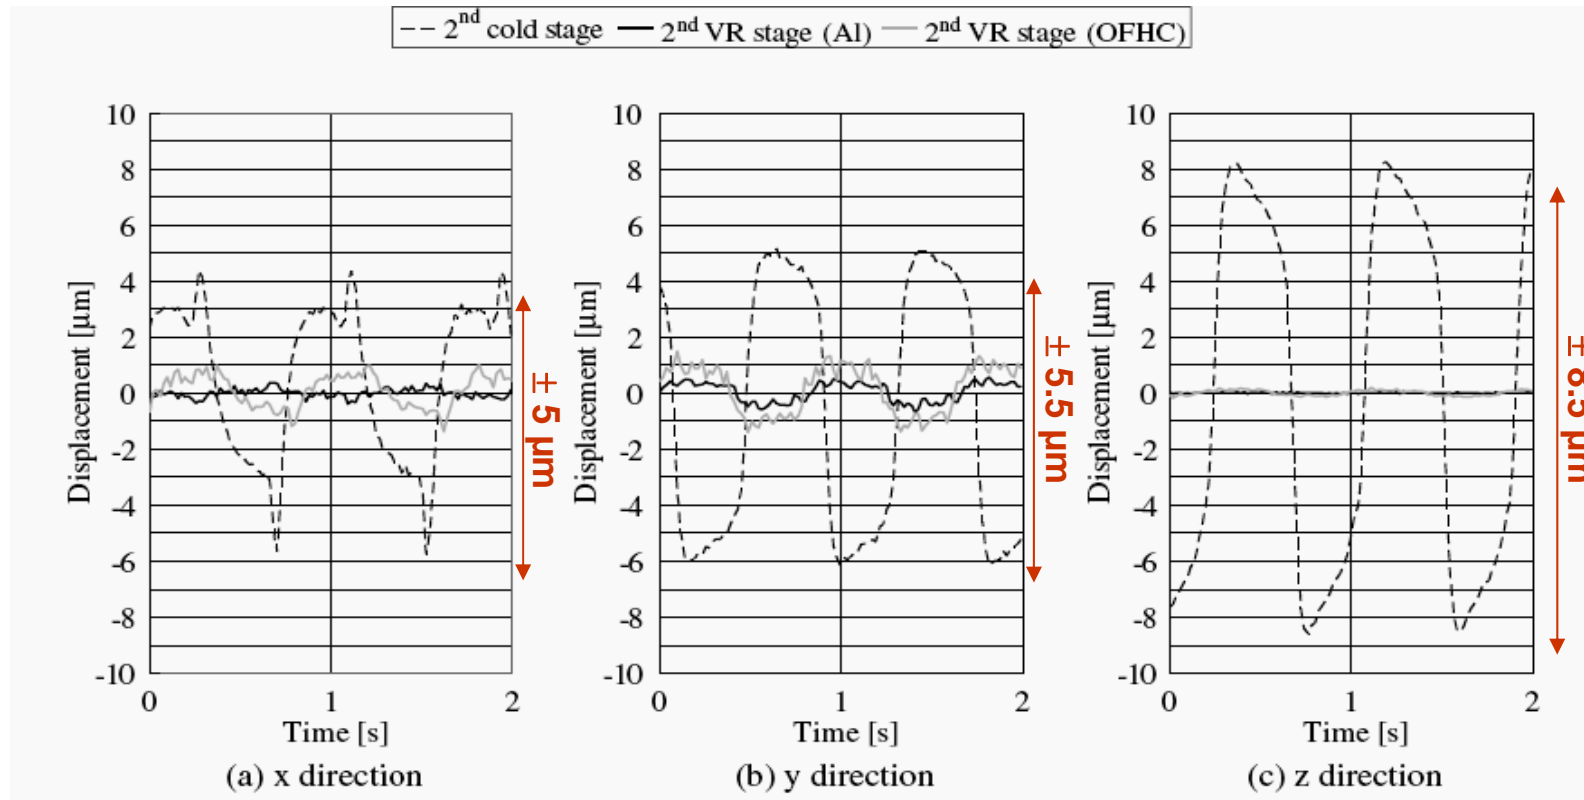 2nd cold stage 2nd VR stage (Al) 2nd VR stage (OFHC)
10
8
6
4
2
0
-2
-4
-6
-8
-10
Displacement [μm]
0 1 2
Time [s]
(a) x direction
± 5 μm
10
8
6
4
2
0
-2
-4
-6
-8
-10
Displacement [μm]
0 1 2
Time [s]
(b) y direction
± 5.5 μm
10
8
6
4
2
0
-2
-4
-6
-8
-10
Displacement [μm]
0 1 2
Time [s]
(c) z direction
± 8.5 μm